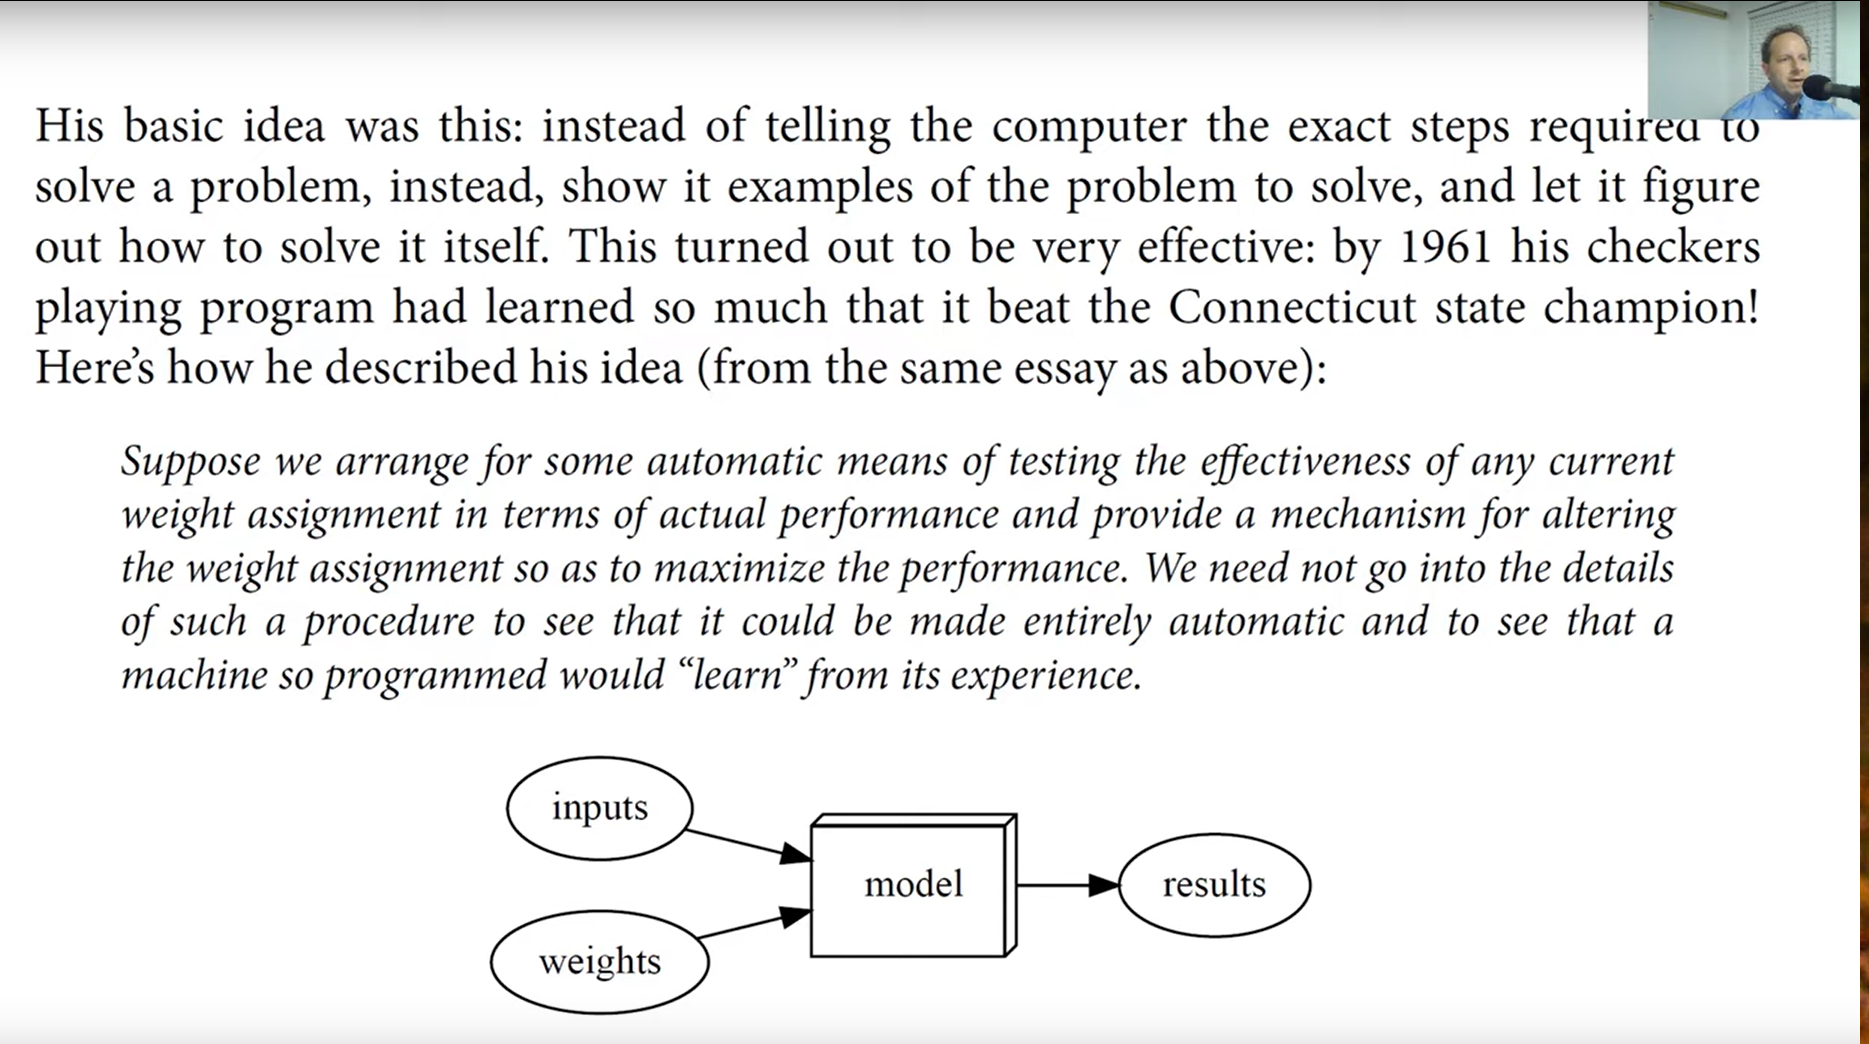 His basic idea was this: instead of telling the computer the exact steps required to
solve a problem, instead, show it examples of the problem to solve, and let it figure
out how to solve it itself. This turned out to be very effective: by 1961 his checkers
playing program had learned so much that it beat the Connecticut state champion!
Here’s how he described his idea (from the same essay as above):
Suppose we arrange for some automatic means of testing the effectiveness of any current
weight assignment in terms of actual performance and provide a mechanism for altering
the weight assignment so as to maximize the performance. We need not go into the details
of such a procedure to see that it could be made entirely automatic and to see that a
machine so programmed would “learn” from its experience.
inputs
weights
model
results